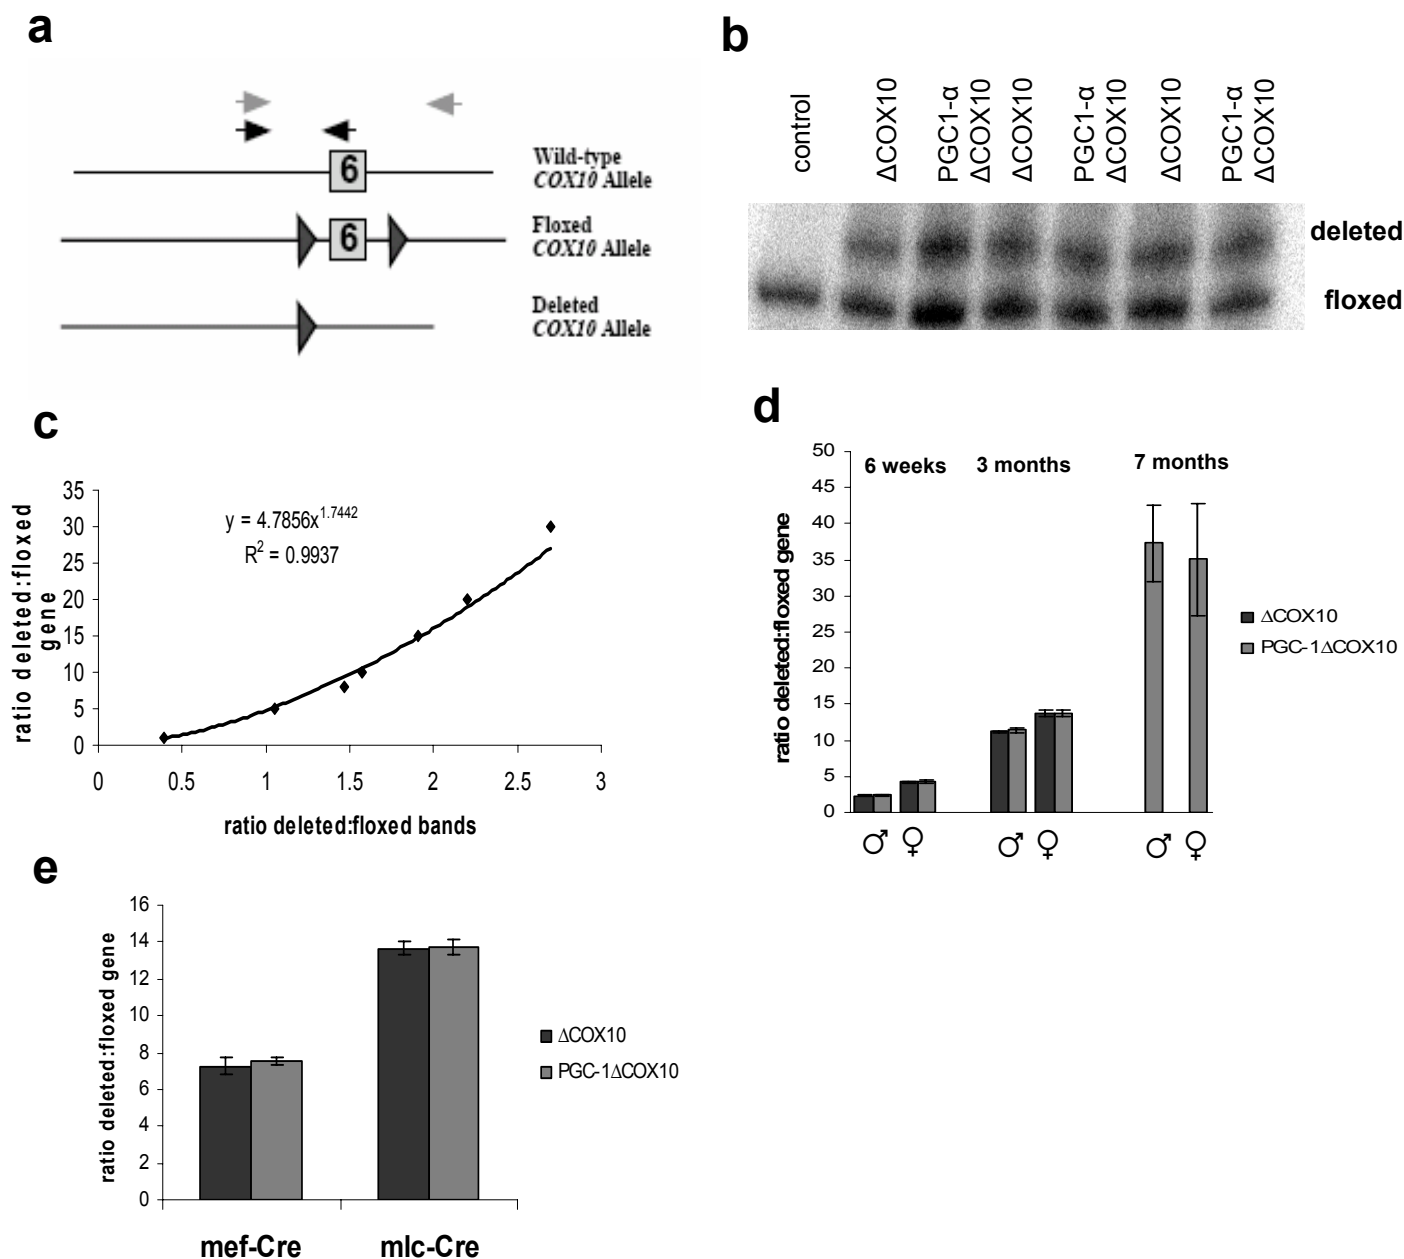 a
6
Wild-type
COX10 Allele
6
Floxed
COX10 Allele
Deleted
COX10 Allele
b
control
ΔCOX10
PGC1-α
ΔCOX10
ΔCOX10
PGC1-α
ΔCOX10
ΔCOX10
PGC1-α
ΔCOX10
deleted
floxed
c
ratio deleted:floxed
gene
35
30
25
20
15
10
5
0
y = 4.7856x^1.7442
R² = 0.9937
0 0.5 1 1.5 2 2.5 3
ratio deleted:floxed bands
d
ratio deleted:floxed gene
50
45
40
35
30
25
20
15
10
5
0
6 weeks 3 months 7 months
♂ ♀ ♂ ♀ ♂ ♀
ΔCOX10
PGC-1ΔCOX10
e
ratio deleted:floxed gene
16
14
12
10
8
6
4
2
0
mef-Cre mlc-Cre
ΔCOX10
PGC-1ΔCOX10